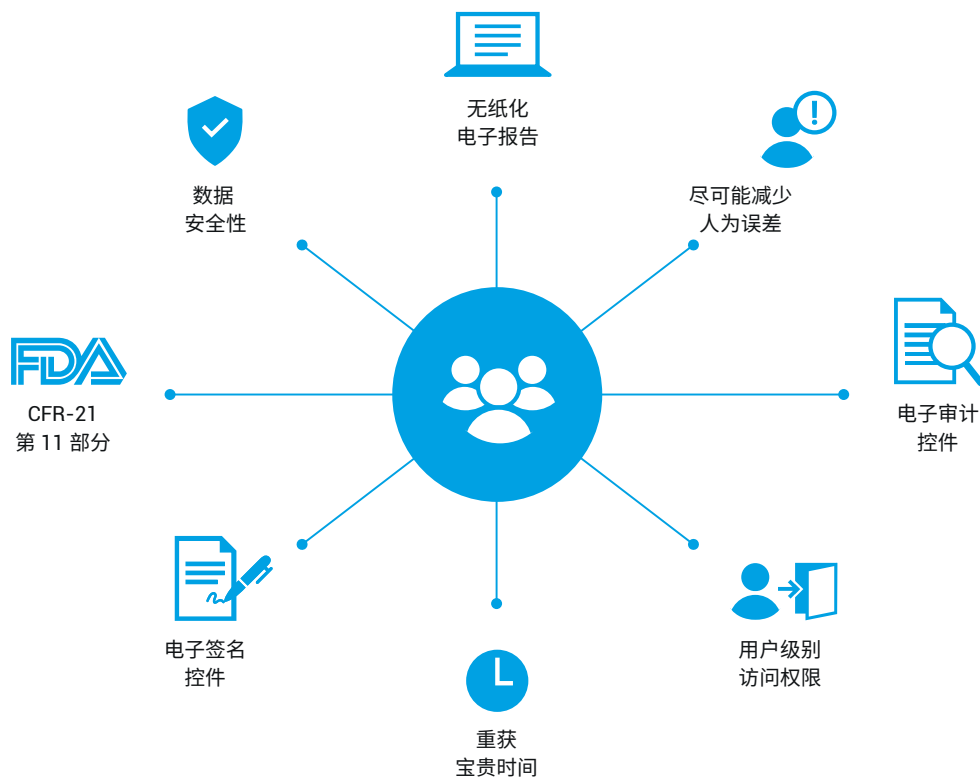 无纸化
电子报告
数据
安全性
尽可能减少
人为误差
FDA
CFR-21
第 11 部分
电子审计
控件
电子签名
控件
用户级别
访问权限
重获
宝贵时间